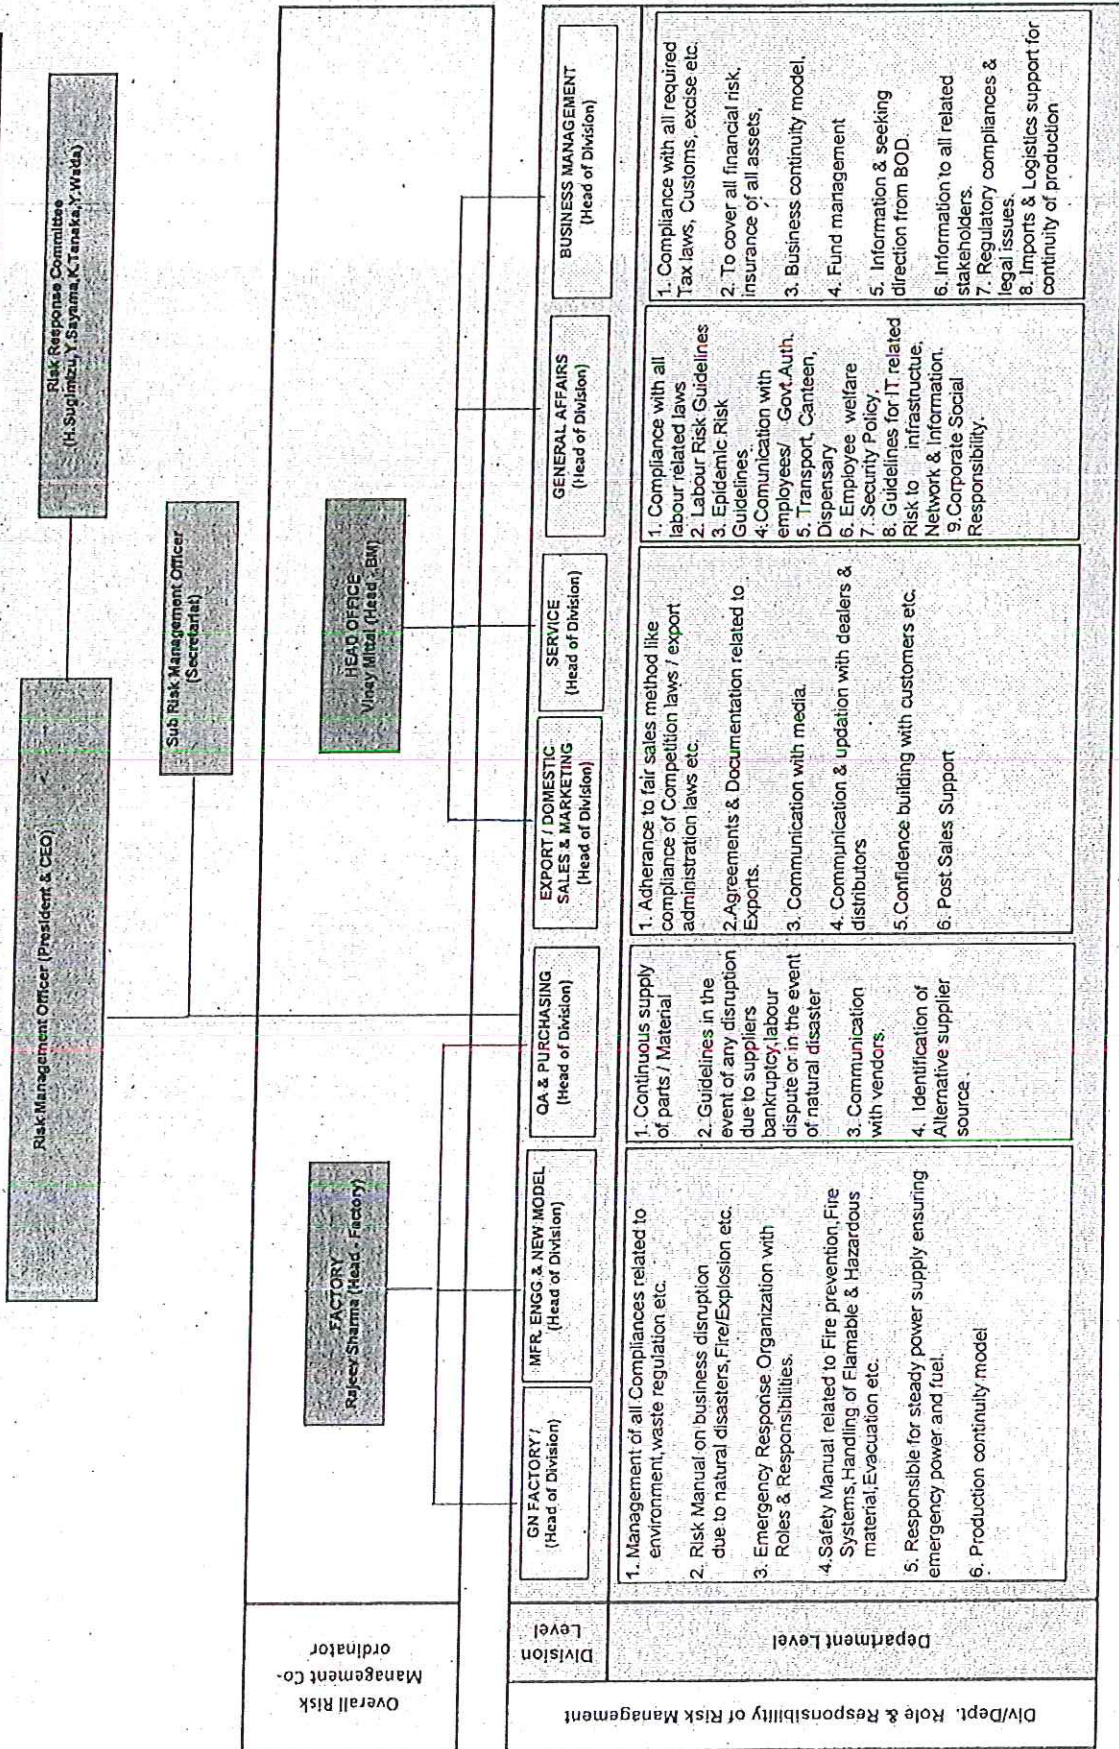 Risk Management Officer (President & CEO)
Risk Response Committee
(H.Sugimizu,Y.Sayama,K.Tanaka,Y.Wada)
Sub Risk Management Officer
(Secretariat)
Overall Risk
Management Co-
ordinator
FACTORY
Rajeev Sharma (Head - Factory)
HEAD OFFICE
Vinay Mittal (Head - BM)
Div/Dept. Role & Responsibility of Risk Management
Division
Level
GN FACTORY /
(Head of Division)
MFR. ENGG & NEW MODEL
(Head of Division)
QA & PURCHASING
(Head of Division)
EXPORT / DOMESTIC
SALES & MARKETING
(Head of Division)
SERVICE
(Head of Division)
GENERAL AFFAIRS
(Head of Division)
BUSINESS MANAGEMENT
(Head of Division)
Department Level
1. Management of all Compliances related to
environment,waste regulation etc.
2. Risk Manual on business disruption
due to natural disasters,Fire/Explosion etc.
3. Emergency Response Organization with
Roles & Responsibilities.
4.Safety Manual related to Fire prevention,Fire
Systems,Handling of Flamable & Hazardous
material,Evacuation etc.
5. Responsible for steady power supply ensuring
emergency power and fuel.
6. Production continuity model
1. Continuous supply
of parts / Material
2. Guidelines in the
event of any disruption
due to suppliers
bankruptcy,labour
dispute or in the event
of natural disaster
3. Communication
with vendors.
4. Identification of
Alternative supplier
source .
1. Adherance to fair sales method like
compliance of Competition laws / export
administration laws etc.
2.Agreements & Documentation related to
Exports.
3. Communication with media.
4. Communication & updation with dealers &
distributors
5.Confidence building with customers etc.
6. Post Sales Support
1. Compliance with all
labour related laws
2. Labour Risk Guidelines
3. Epidemic Risk
Guidelines
4.Comunication with
employees/ Govt.Auth.
5. Transport, Canteen,
Dispensary
6. Employee welfare
7. Security Policy,
8. Guidelines for IT related
Risk to infrastructue,
Network & Information.
9.Corporate Social
Responsibility.
1. Compliance with all required
Tax laws, Customs, excise etc.
2. To cover all financial risk,
insurance of all assets,
3. Business continuity model,
4. Fund management
5. Information & seeking
direction from BOD.
6. Information to all related
stakeholders.
7. Regulatory compliances &
legal issues.
8. Imports & Logistics support for
continuity of production